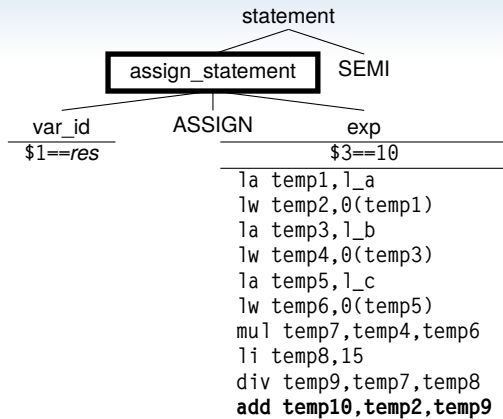 statement
assign_statement SEMI
var_id ASSIGN exp
$1==res $3==10
la temp1,l_a
lw temp2,0(temp1)
la temp3,l_b
lw temp4,0(temp3)
la temp5,l_c
lw temp6,0(temp5)
mul temp7,temp4,temp6
li temp8,15
div temp9,temp7,temp8
add temp10,temp2,temp9